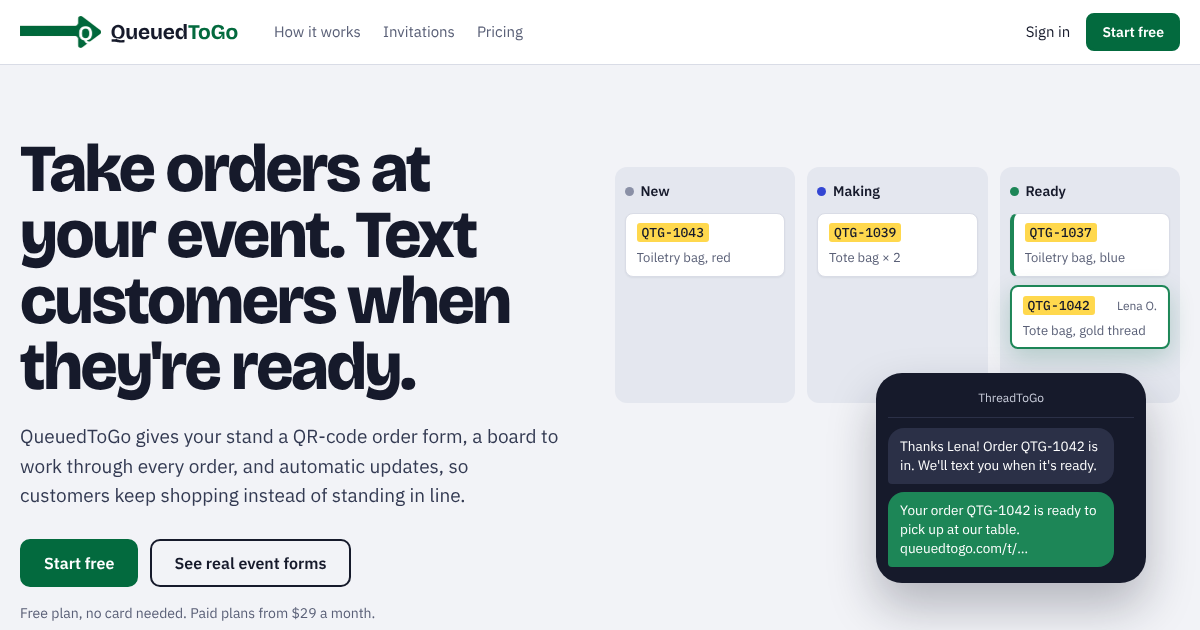 QueuedToGo
How it works
Invitations
Pricing
Sign in
Start free
Take orders at
your event. Text
customers when
they're ready.
QueuedToGo gives your stand a QR-code order form, a board to
work through every order, and automatic updates, so
customers keep shopping instead of standing in line.
Start free
See real event forms
Free plan, no card needed. Paid plans from $29 a month.
New
QTG-1043
Toiletry bag, red
Making
QTG-1039
Tote bag × 2
Ready
QTG-1037
Toiletry bag, blue
QTG-1042
Lena O.
Tote bag, gold thread
ThreadToGo
Thanks Lena! Order QTG-1042 is
in. We'll text you when it's ready.
Your order QTG-1042 is ready to
pick up at our table.
queuedtogo.com/t/…